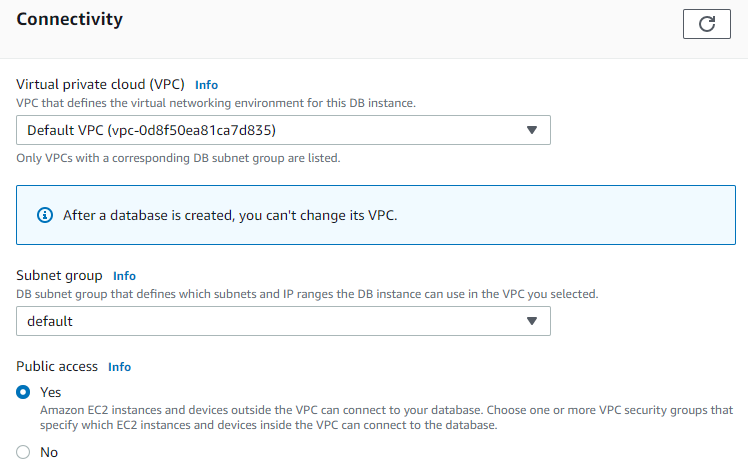 Connectivity
Virtual private cloud (VPC) Info
VPC that defines the virtual networking environment for this DB instance.
Default VPC (vpc-0d8f50ea81ca7d835)
Only VPCs with a corresponding DB subnet group are listed.
After a database is created, you can't change its VPC.
Subnet group Info
DB subnet group that defines which subnets and IP ranges the DB instance can use in the VPC you selected.
default
Public access Info
Yes
Amazon EC2 instances and devices outside the VPC can connect to your database. Choose one or more VPC security groups that
specify which EC2 instances and devices inside the VPC can connect to the database.
No